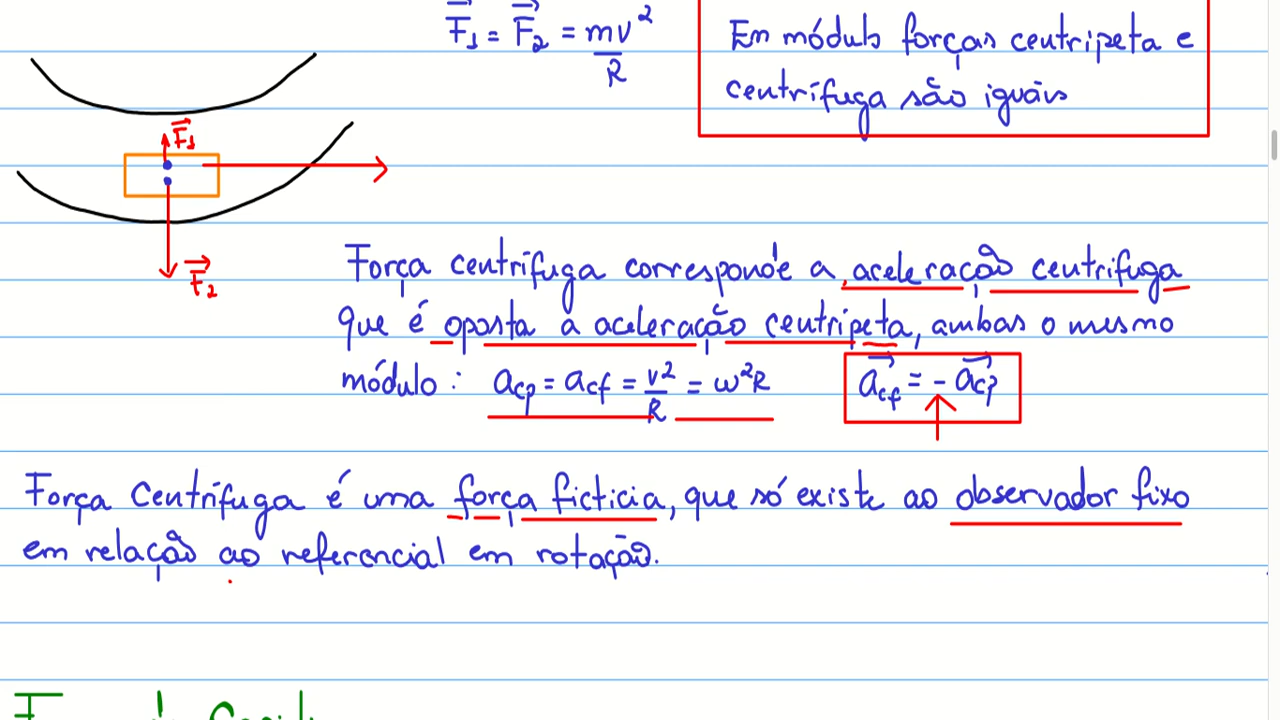 F₁ = F₂ = mv²/R
Em módulo forças centripeta e
centrífuga são iguais
F₁
F₂
Força centrífuga corresponde a aceleração centrifuga
que é oposta a aceleração centripeta, ambas o mesmo
módulo: acp = acf = v²/R = ω²R
acf = - acp
Força Centrífuga é uma força ficticia, que só existe ao observador fixo
em relação ao referencial em rotação.